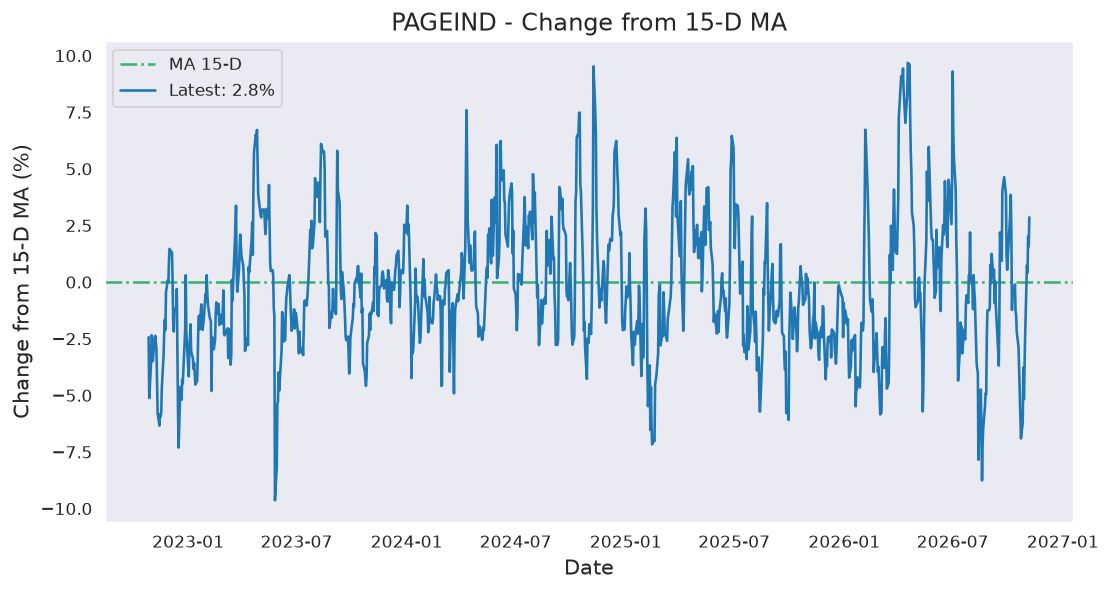 PAGEIND - Change from 15-D MA
MA 15-D
Latest: 2.8%
Change from 15-D MA (%)
10.0
7.5
5.0
2.5
0.0
−2.5
−5.0
−7.5
−10.0
2023-01 2023-07 2024-01 2024-07 2025-01 2025-07 2026-01 2026-07 2027-01
Date